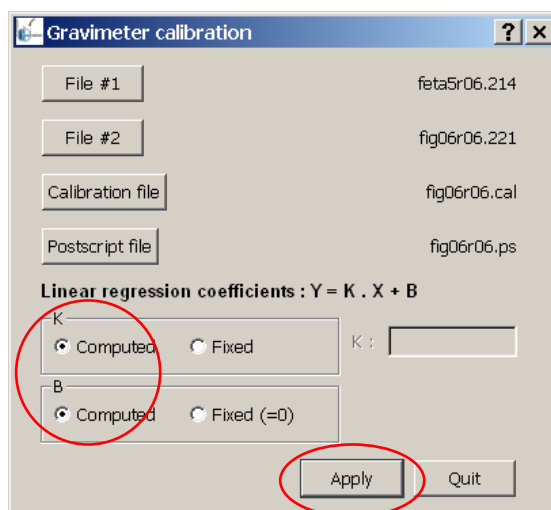 Gravimeter calibration
File #1 feta5r06.214
File #2 fig06r06.221
Calibration file fig06r06.cal
Postscript file fig06r06.ps
Linear regression coefficients : Y = K . X + B
K
Computed Fixed K :
B
Computed Fixed (=0)
Apply Quit